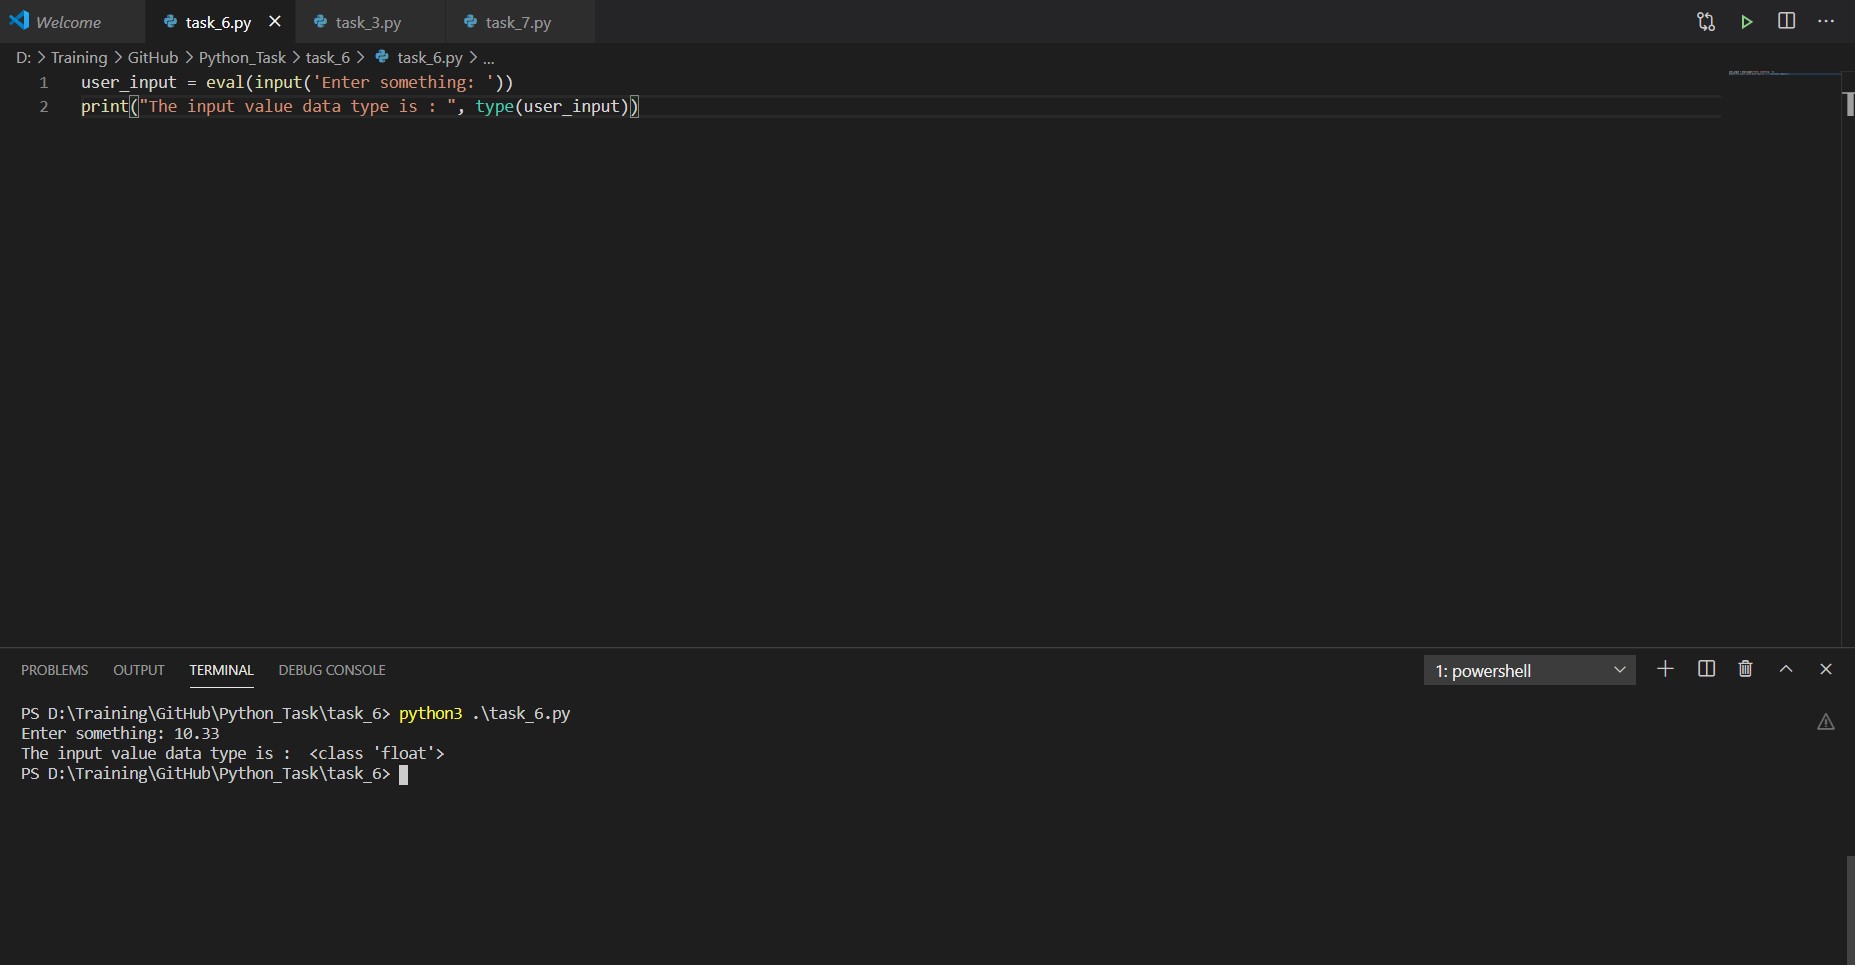 Welcome task_6.py task_3.py task_7.py
D: > Training > GitHub > Python_Task > task_6 > task_6.py > ...
1 user_input = eval(input('Enter something: '))
2 print("The input value data type is : ", type(user_input))
PROBLEMS OUTPUT TERMINAL DEBUG CONSOLE 1: powershell
PS D:\Training\GitHub\Python_Task\task_6> python3 .\task_6.py
Enter something: 10.33
The input value data type is :  <class 'float'>
PS D:\Training\GitHub\Python_Task\task_6>